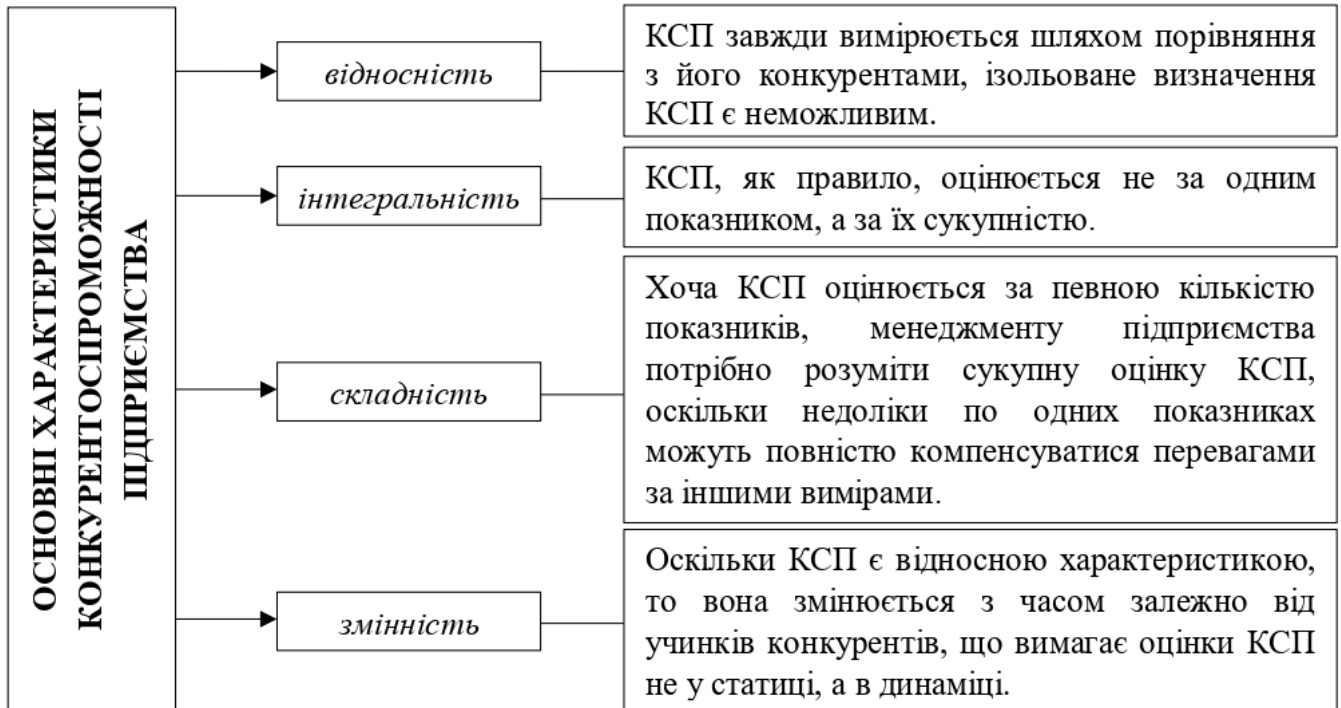 ОСНОВНІ ХАРАКТЕРИСТИКИ
КОНКУРЕНТОСПРОМОЖНОСТІ
ПІДПРИЄМСТВА
відносність
КСП завжди вимірюється шляхом порівняння
з його конкурентами, ізольоване визначення
КСП є неможливим.
інтегральність
КСП, як правило, оцінюється не за одним
показником, а за їх сукупністю.
складність
Хоча КСП оцінюється за певною кількістю
показників, менеджменту підприємства
потрібно розуміти сукупну оцінку КСП,
оскільки недоліки по одних показниках
можуть повністю компенсуватися перевагами
за іншими вимірами.
змінність
Оскільки КСП є відносною характеристикою,
то вона змінюється з часом залежно від
учинків конкурентів, що вимагає оцінки КСП
не у статиці, а в динаміці.